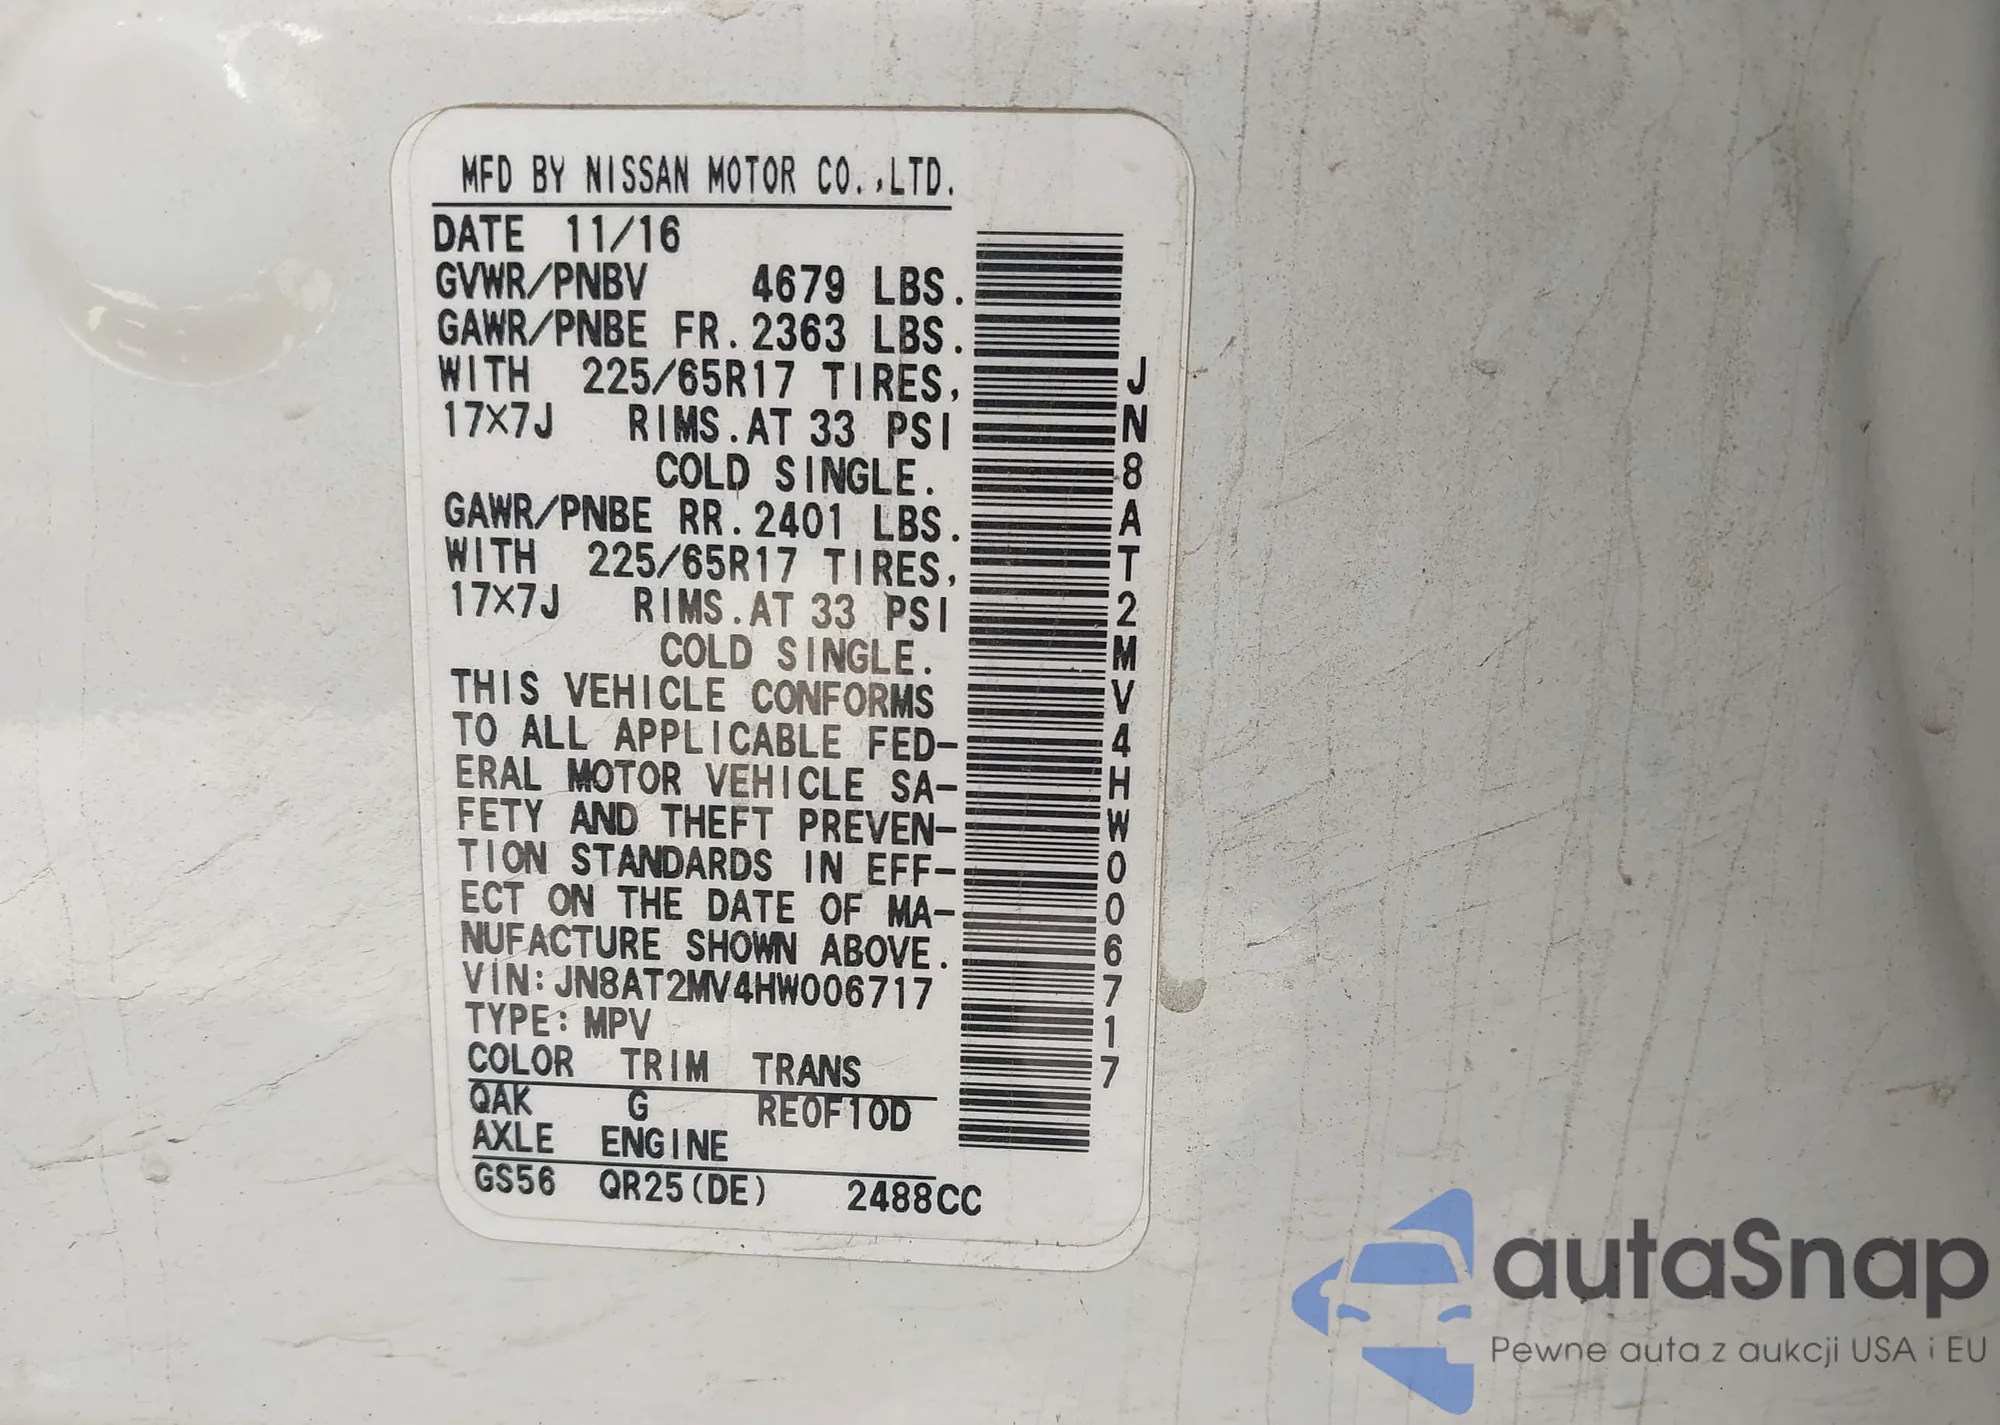 MFD BY NISSAN MOTOR CO.,LTD.
DATE 11/16
GVWR/PNBV 4679 LBS.
GAWR/PNBE FR.2363 LBS.
WITH 225/65R17 TIRES,
17X7J RIMS.AT 33 PSI
COLD SINGLE.
GAWR/PNBE RR.2401 LBS.
WITH 225/65R17 TIRES,
17X7J RIMS.AT 33 PSI
COLD SINGLE.
THIS VEHICLE CONFORMS
TO ALL APPLICABLE FED-
ERAL MOTOR VEHICLE SA-
FETY AND THEFT PREVEN-
TION STANDARDS IN EFF-
ECT ON THE DATE OF MA-
NUFACTURE SHOWN ABOVE.
VIN:JN8AT2MV4HW006717
TYPE:MPV
COLOR TRIM TRANS
QAK G RE0F10D
AXLE ENGINE
GS56 QR25(DE) 2488CC
JN8AT2MV4HW006717
autaSnap
Pewne auta z aukcji USA i EU